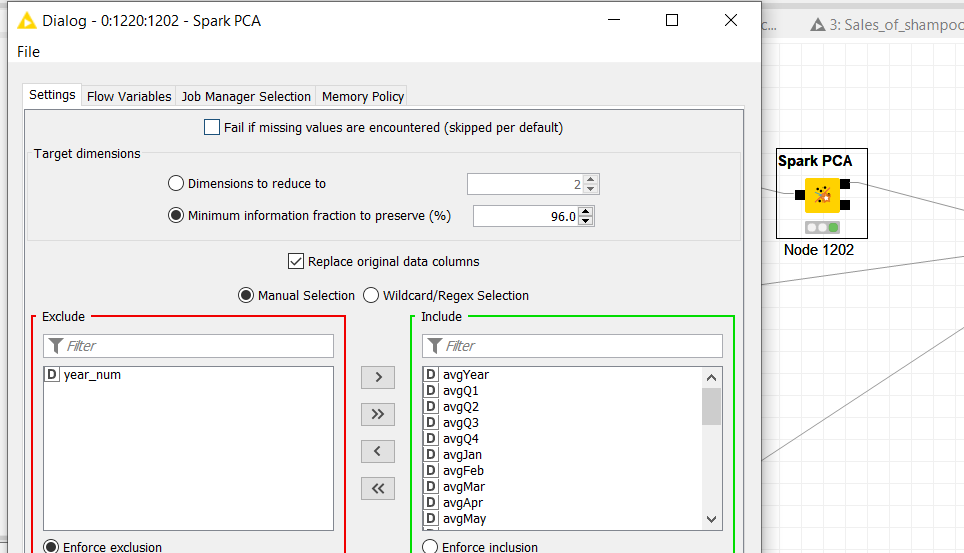 Dialog - 0:1220:1202 - Spark PCA
c...
3: Sales_of_shampoo
File
Settings
Flow Variables
Job Manager Selection
Memory Policy
Fail if missing values are encountered (skipped per default)
Target dimensions
Dimensions to reduce to
2
Minimum information fraction to preserve (%)
96.0
Replace original data columns
Manual Selection
Wildcard/Regex Selection
Exclude
Filter
D year_num
>
>>
<
<<
Include
Filter
D avgYear
D avgQ1
D avgQ2
D avgQ3
D avgQ4
D avgJan
D avgFeb
D avgMar
D avgApr
D avgMay
Enforce exclusion
Enforce inclusion
Spark PCA
Node 1202